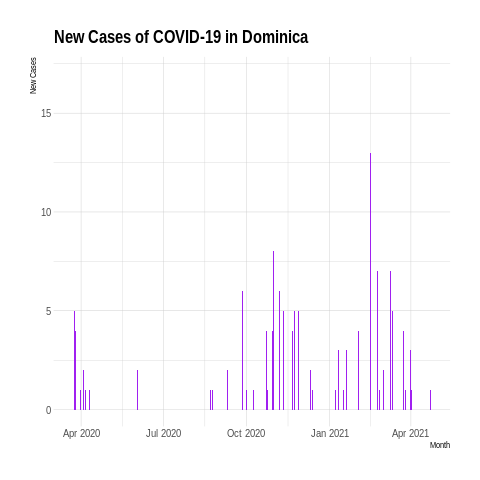 New Cases of COVID-19 in Dominica
New Cases
15
10
5
0
Apr 2020 Jul 2020 Oct 2020 Jan 2021 Apr 2021
Month